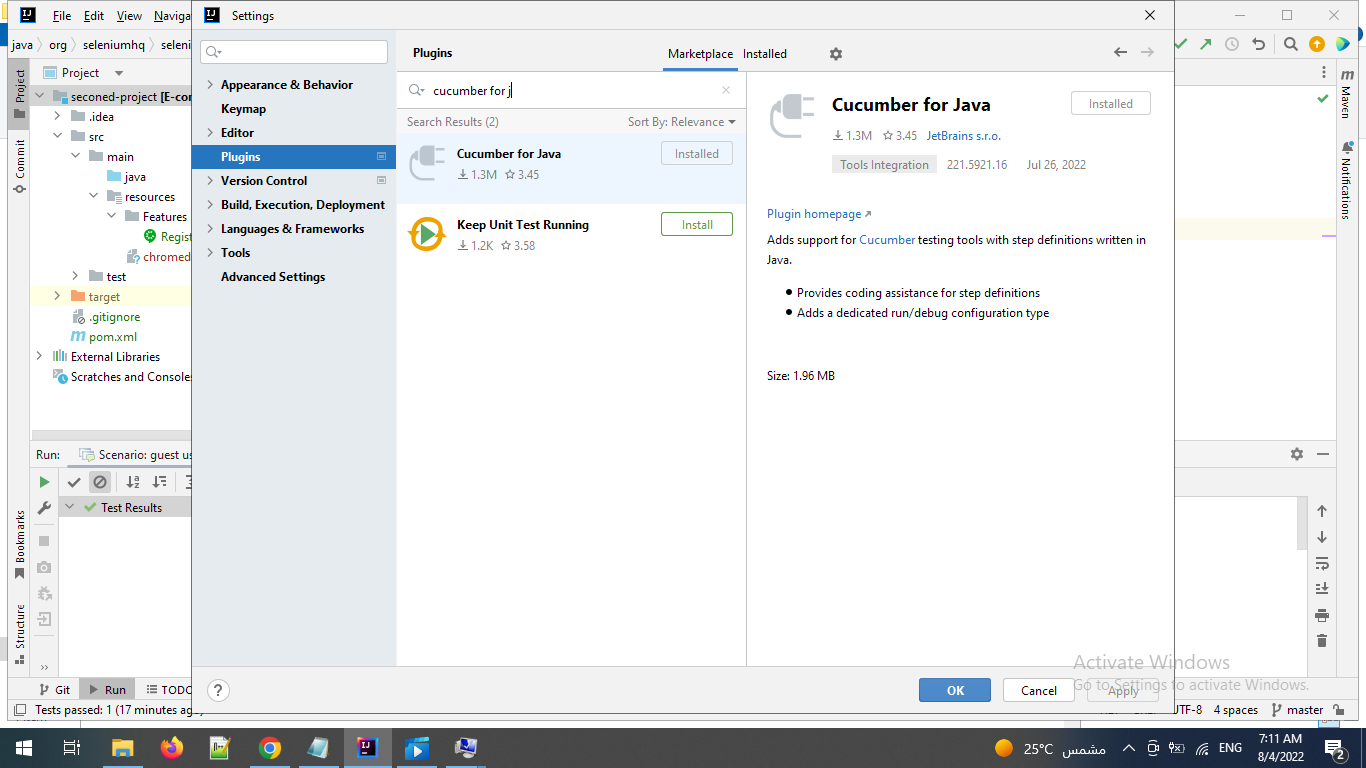 File Edit View Naviga
Settings
java org seleniumhq seleni
Project
seconed-project [E-con
.idea
src
main
java
resources
Features
Regist
chromed
test
target
.gitignore
pom.xml
External Libraries
Scratches and Consoles
Project
Commit
Bookmarks
Structure
Appearance & Behavior
Keymap
Editor
Plugins
Version Control
Build, Execution, Deployment
Languages & Frameworks
Tools
Advanced Settings
Plugins
Marketplace Installed
cucumber for j
Search Results (2) Sort By: Relevance
Cucumber for Java
1.3M 3.45
Installed
Keep Unit Test Running
1.2K 3.58
Install
Cucumber for Java
Installed
1.3M 3.45 JetBrains s.r.o.
Tools Integration 221.5921.16 Jul 26, 2022
Plugin homepage
Adds support for Cucumber testing tools with step definitions written in
Java.
Provides coding assistance for step definitions
Adds a dedicated run/debug configuration type
Size: 1.96 MB
Maven
Notifications
Run: Scenario: guest us
Test Results
? OK Cancel Apply
Activate Windows
Go to Settings to activate Windows.
Git Run TODO
Tests passed: 1 (17 minutes ago)
UTF-8 4 spaces master
25°C مشمس
ENG
7:11 AM
8/4/2022
2